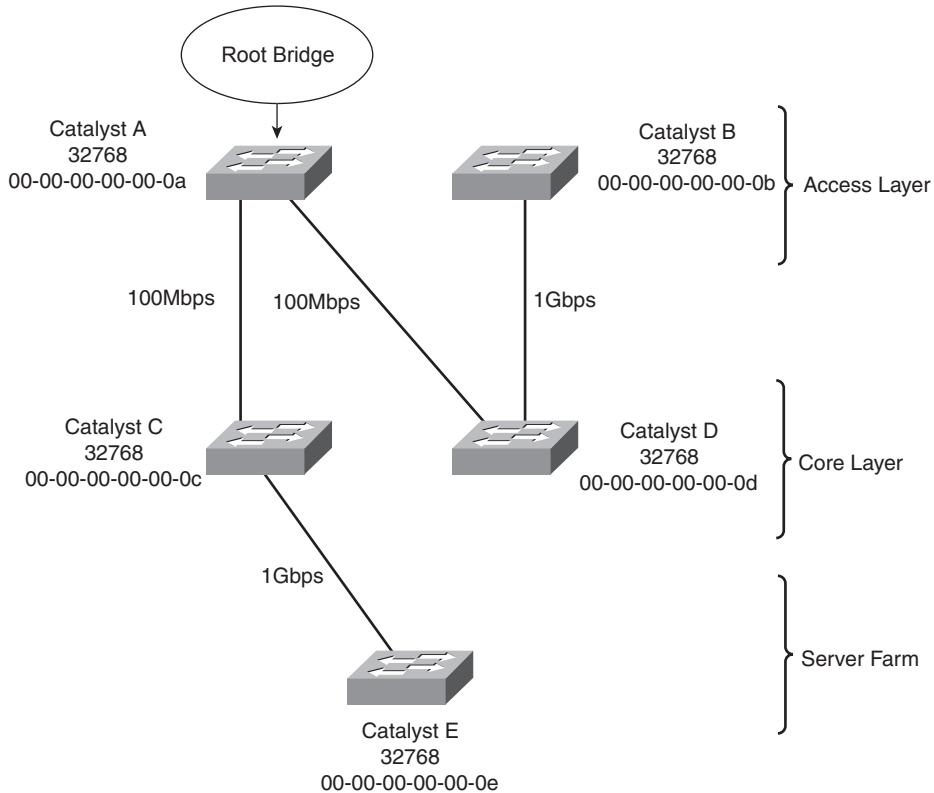 Root Bridge
Catalyst A
32768
00-00-00-00-00-0a
Catalyst B
32768
00-00-00-00-00-0b
Access Layer
100Mbps
100Mbps
1Gbps
Catalyst C
32768
00-00-00-00-00-0c
Catalyst D
32768
00-00-00-00-00-0d
Core Layer
1Gbps
Server Farm
Catalyst E
32768
00-00-00-00-00-0e